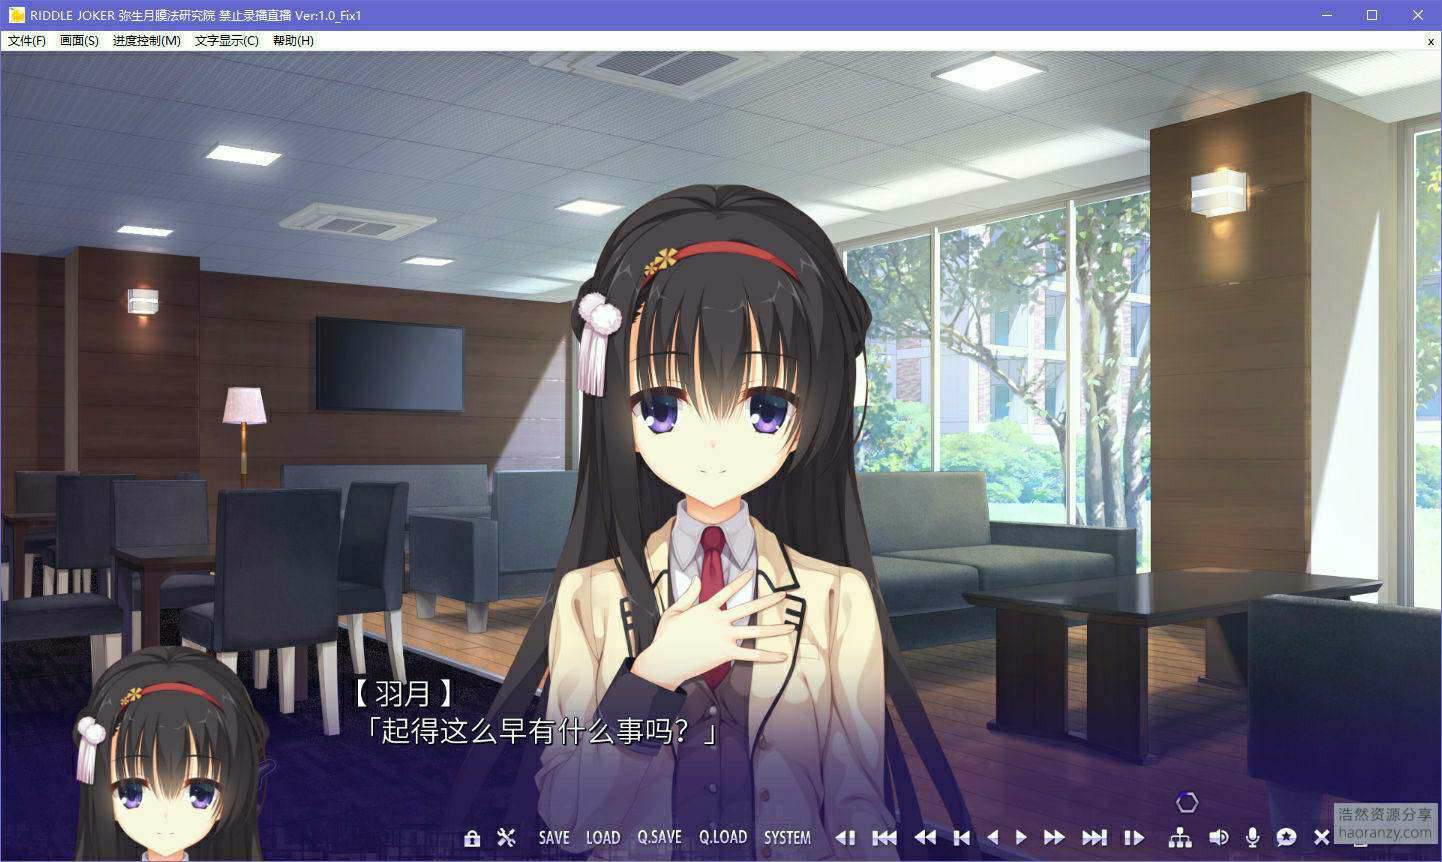 RIDDLE JOKER 弥生月膜法研究院 禁止录播直播 Ver:1.0_Fix1
文件(F) 画面(S) 进度控制(M) 文字显示(C) 帮助(H) x
【 羽月 】
「起得这么早有什么事吗？」
SAVE LOAD Q.SAVE Q.LOAD SYSTEM
浩然资源分享
haoranzy.com